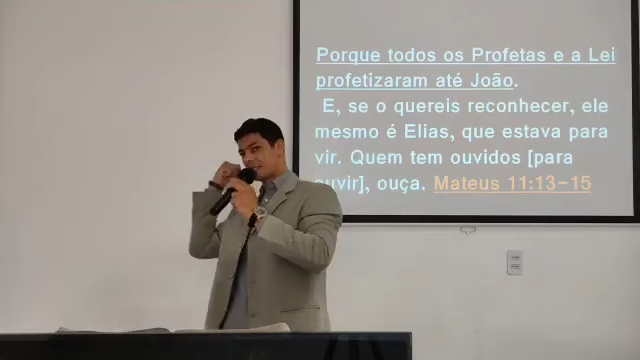 Porque todos os Profetas e a Lei
profetizaram até João.
E, se o quereis reconhecer, ele
mesmo é Elias, que estava para
vir. Quem tem ouvidos [para
ouvir], ouça. Mateus 11:13-15